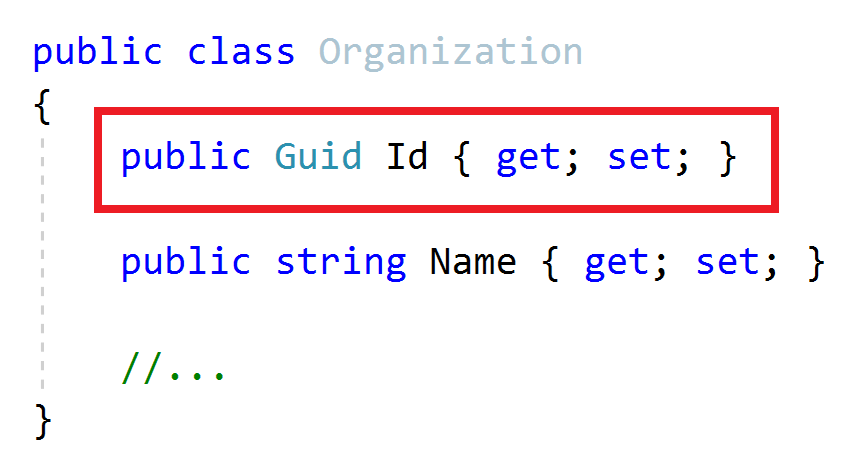 public class Organization
{
public Guid Id { get; set; }
public string Name { get; set; }
//...
}